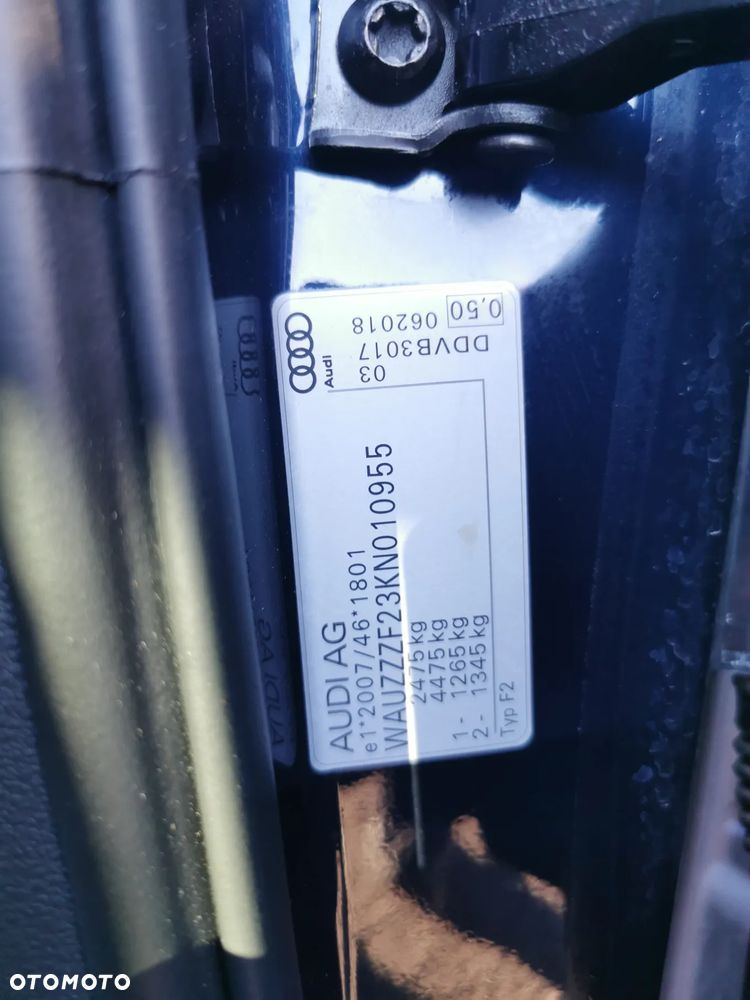 AUDI AG
e1*2007/46*1801
WAUZZZF23KN010955
2475 kg
4475 kg
1 - 1265 kg
2 - 1345 kg
Typ F2
Audi
03
DDVB3017
062018
0,50
OTOMOTO